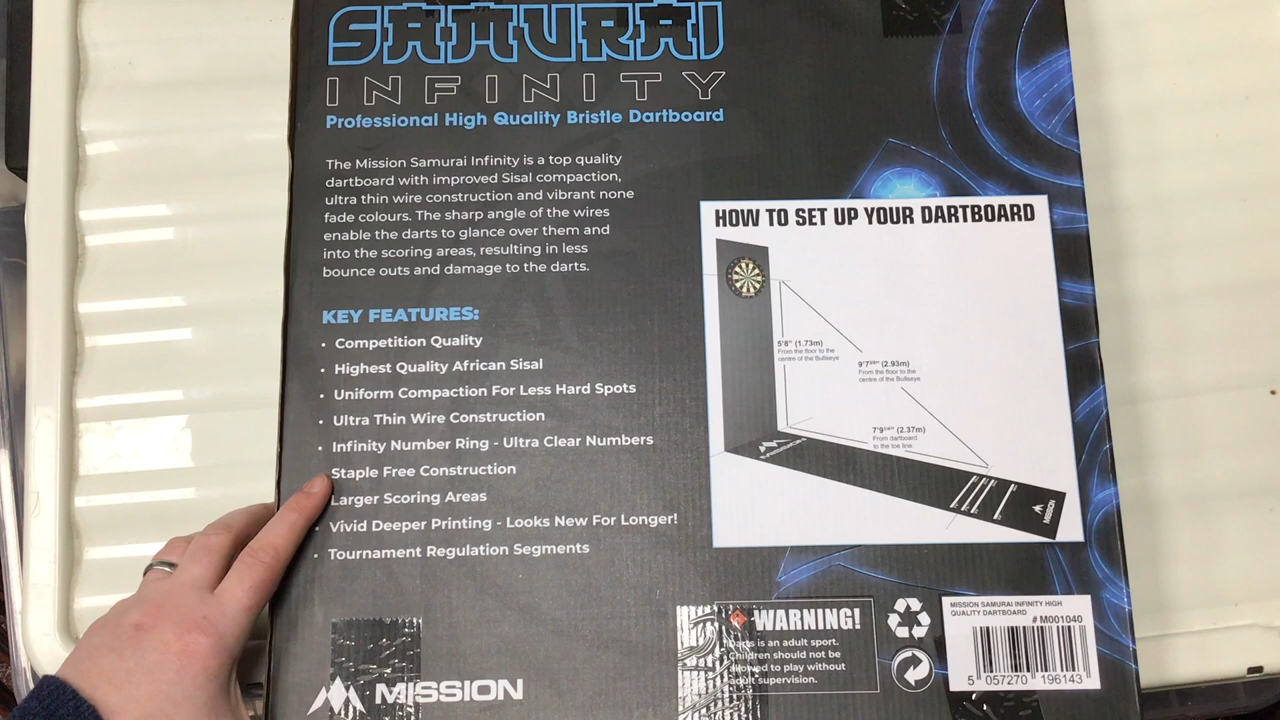 SAMURAI
INFINITY
Professional High Quality Bristle Dartboard
The Mission Samurai Infinity is a top quality
dartboard with improved Sisal compaction,
ultra thin wire construction and vibrant none
fade colours. The sharp angle of the wires
enable the darts to glance over them and
into the scoring areas, resulting in less
bounce outs and damage to the darts.
KEY FEATURES:
• Competition Quality
• Highest Quality African Sisal
• Uniform Compaction For Less Hard Spots
• Ultra Thin Wire Construction
• Infinity Number Ring - Ultra Clear Numbers
Staple Free Construction
Larger Scoring Areas
• Vivid Deeper Printing - Looks New For Longer!
• Tournament Regulation Segments
MISSION
HOW TO SET UP YOUR DARTBOARD
5'8" (1.73m)
From the floor to the
centre of the Bullseye
9'7 (2.93m)
From the floor to the
centre of the Bullseye
7'9 (2.37m)
From dartboard
to the toe line.
MISSION
MISSION
WARNING!
Darts is an adult sport.
Children should not be
allowed to play without
adult supervision.
MISSION SAMURAI INFINITY HIGH
QUALITY DARTBOARD
# M001040
5 057270 196143